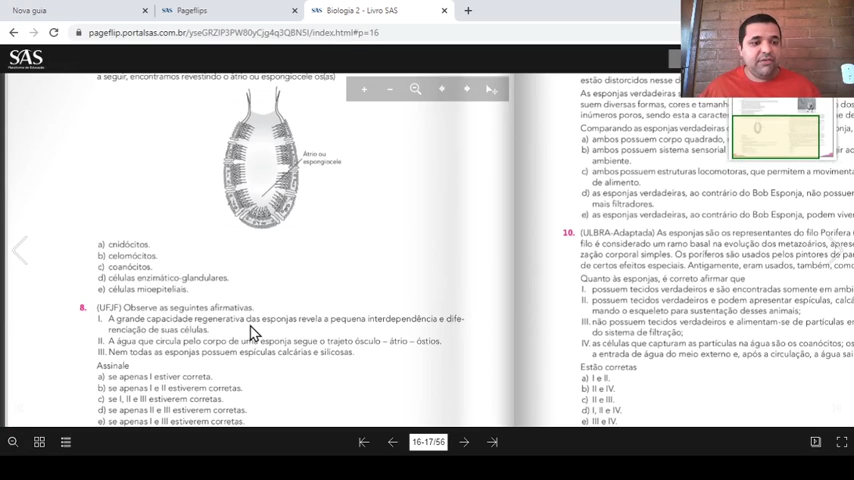 Nova guia
Pageflips
Biologia 2 - Livro SAS
pageflip.portalsas.com.br/yseGRZIP3PW80yCjg4q3QBN5I/index.html#p=16
SAS
a seguir, encontramos revestindo o átrio ou espongiocele os(as)
Átrio ou
espongiocele
a) cnidócitos.
b) celomócitos.
c) coanócitos.
d) células enzimático-glandulares.
e) células mioepiteliais.
8. (UFJF) Observe as seguintes afirmativas.
I. A grande capacidade regenerativa das esponjas revela a pequena interdependência e dife-
renciação de suas células.
II. A água que circula pelo corpo de uma esponja segue o trajeto ósculo – átrio – óstios.
III. Nem todas as esponjas possuem espículas calcárias e silicosas.
Assinale
a) se apenas I estiver correta.
b) se apenas I e II estiverem corretas.
c) se I, II e III estiverem corretas.
d) se apenas II e III estiverem corretas.
e) se apenas I e III estiverem corretas.
estão distorcidos nesse de
As esponjas verdadeiras s
suem diversas formas, cores e tamanh
inúmeros poros, sendo esta a caracter
Comparando as esponjas verdadeiras
a) ambos possuem corpo quadrado,
b) ambos possuem sistema sensorial
ambiente.
c) ambos possuem estruturas locomotoras, que permitem a moviment
de alimento.
d) as esponjas verdadeiras, ao contrário do Bob Esponja, não possue
mais filtradores.
e) as esponjas verdadeiras, ao contrário do Bob Esponja, podem viver
10. (ULBRA-Adaptada) As esponjas são os representantes do filo Porifera
filo é considerado um ramo basal na evolução dos metazoários, aprese
zação corporal simples. Os poríferos são usados pelos pintores de par
de certos efeitos especiais. Antigamente, eram usados, também, como
Quanto às esponjas, é correto afirmar que
I. possuem tecidos verdadeiros e são encontradas somente em ambi
II. possuem tecidos verdadeiros e podem apresentar espículas, calcá
mando o esqueleto para sustentação desses animais;
III. não possuem tecidos verdadeiros e alimentam-se de partículas e
do sistema de filtração;
IV. as células que capturam as partículas na água são os coanócitos;
a entrada de água do meio externo e, após a circulação, a água sai
Estão corretas
a) I e II.
b) II e IV.
c) II e III.
d) I, II e IV.
e) III e IV.
16-17/56